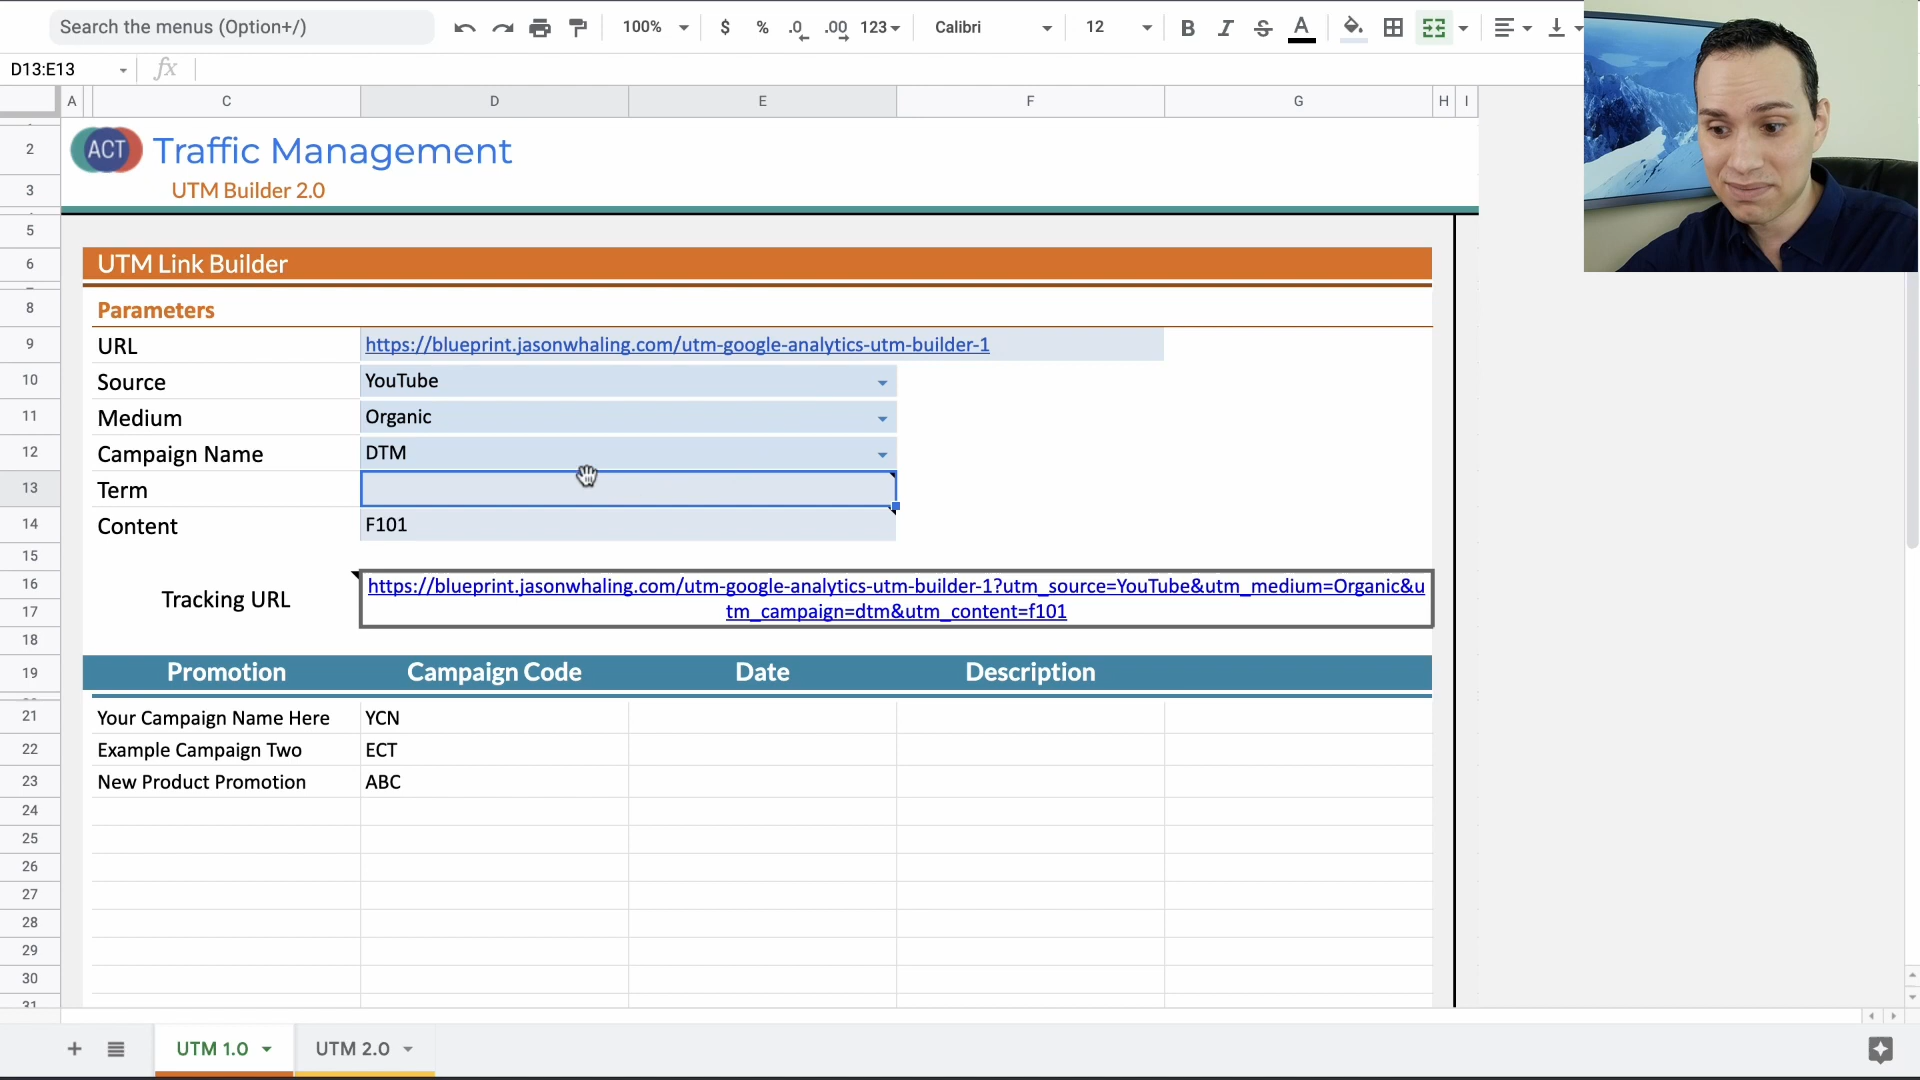 Search the menus (Option+/)
100%
$
%
.0
.00
123
Calibri
12
B
I
S
A
D13:E13
fx
A
C
D
E
F
G
H
I
2
ACT
Traffic Management
3
UTM Builder 2.0
5
6
UTM Link Builder
8
Parameters
9
URL
https://blueprint.jasonwhaling.com/utm-google-analytics-utm-builder-1
10
Source
YouTube
11
Medium
Organic
12
Campaign Name
DTM
13
Term
14
Content
F101
15
16
17
Tracking URL
https://blueprint.jasonwhaling.com/utm-google-analytics-utm-builder-1?utm_source=YouTube&utm_medium=Organic&u
tm_campaign=dtm&utm_content=f101
18
19
Promotion
Campaign Code
Date
Description
21
Your Campaign Name Here
YCN
22
Example Campaign Two
ECT
23
New Product Promotion
ABC
24
25
26
27
28
29
30
31
UTM 1.0
UTM 2.0